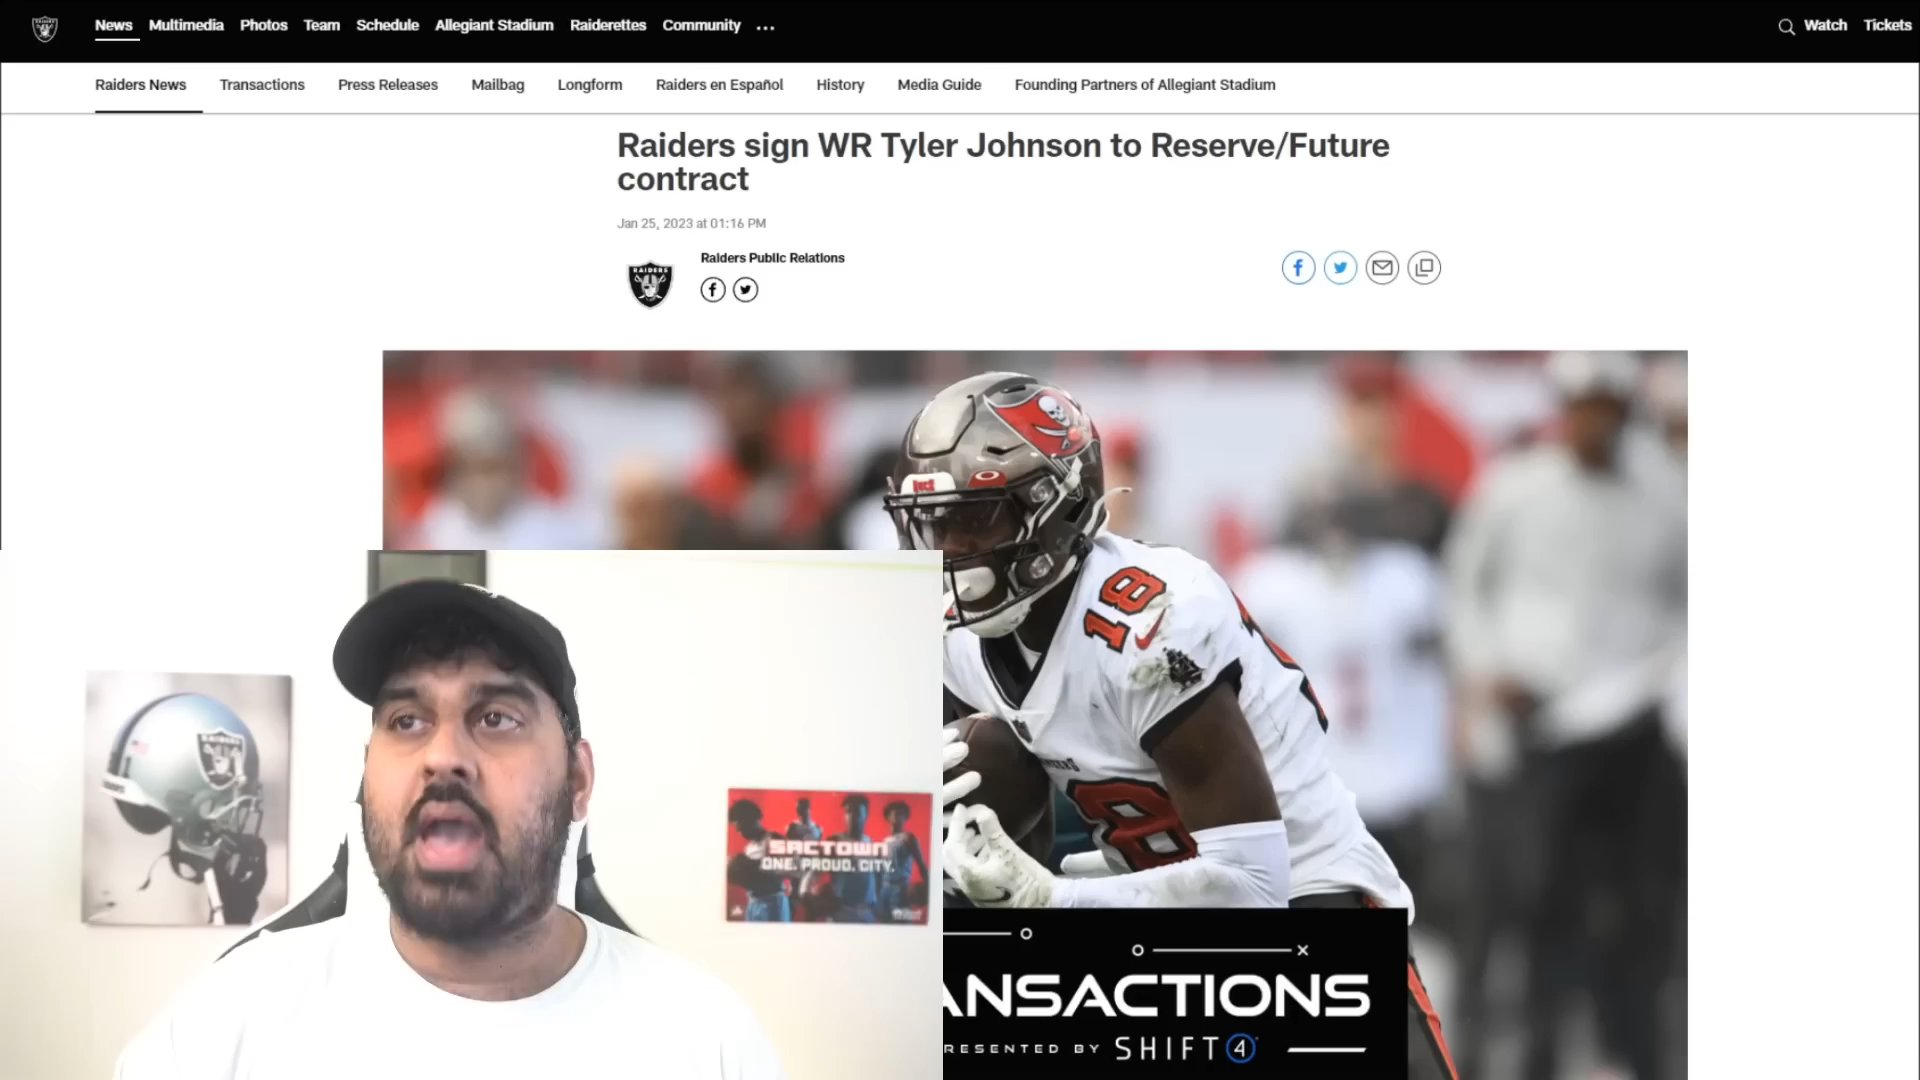 News Multimedia Photos Team Schedule Allegiant Stadium Raiderettes Community ... Watch Tickets
Raiders News Transactions Press Releases Mailbag Longform Raiders en Español History Media Guide Founding Partners of Allegiant Stadium
Raiders sign WR Tyler Johnson to Reserve/Future
contract
Jan 25, 2023 at 01:16 PM
Raiders Public Relations
RAIDERS
18
RAIDERS
SACTOWN
ONE. PROUD. CITY.
18
ANSACTIONS
RESENTED BY SHIFT4